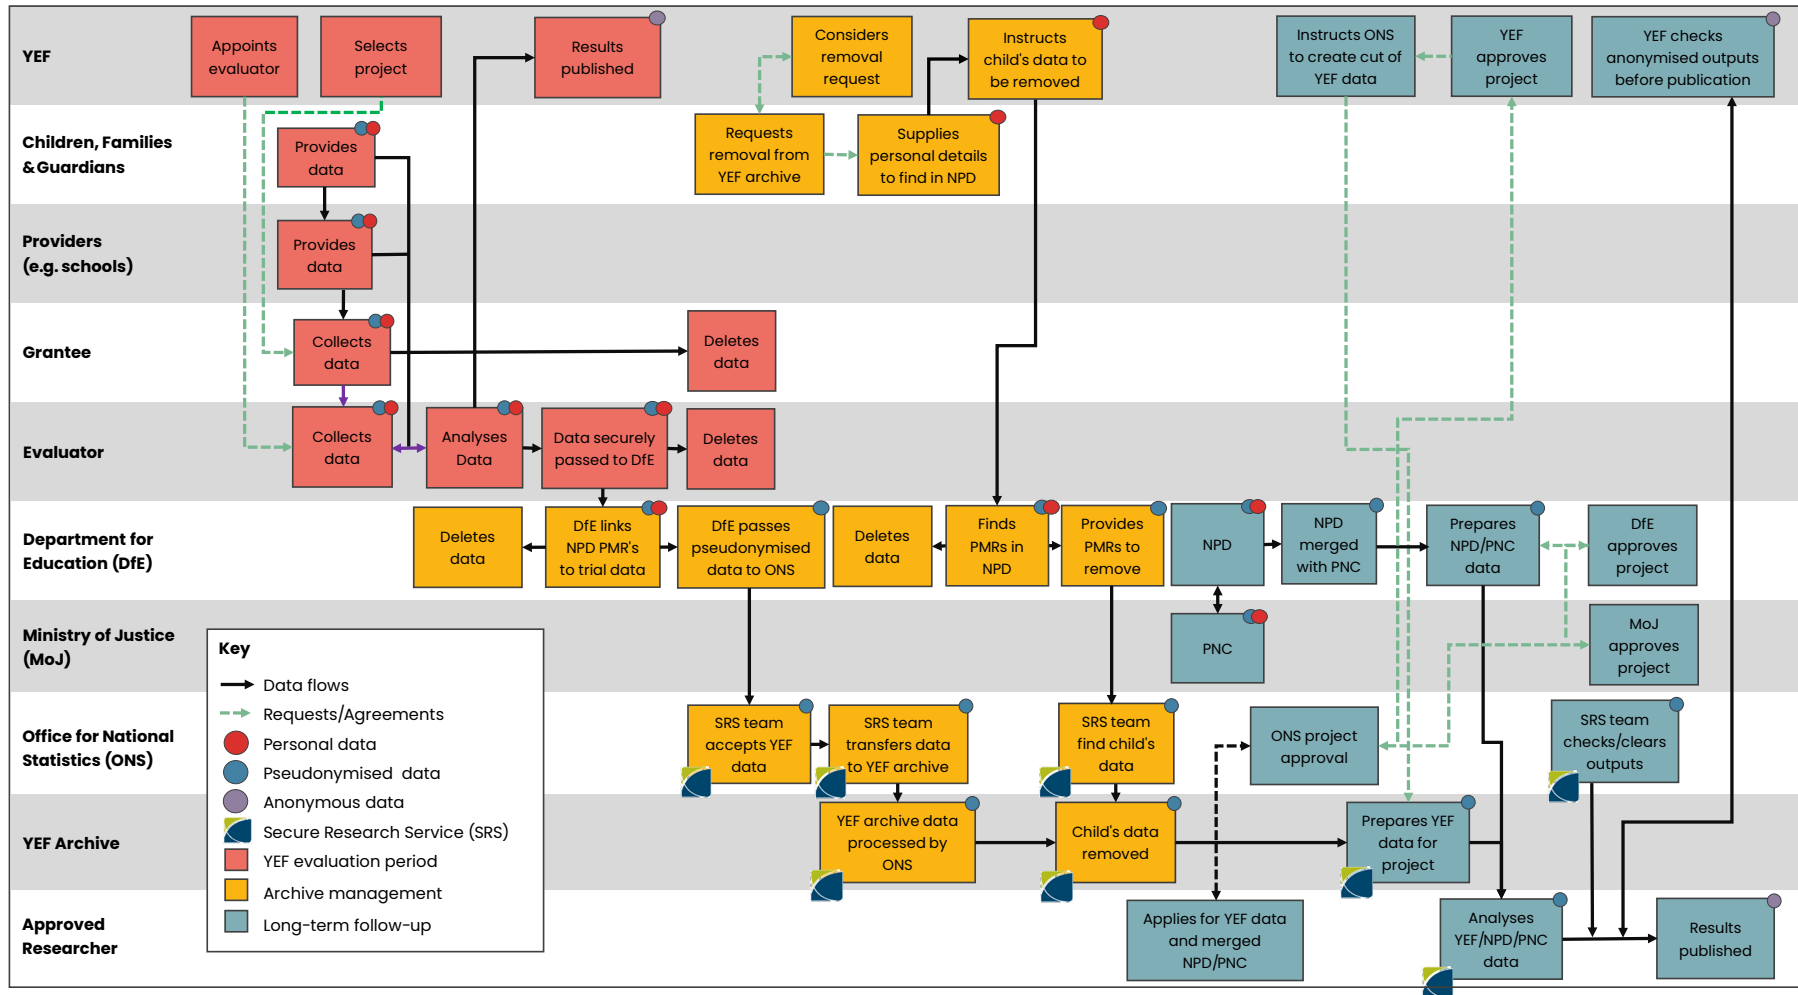 YEF
Appoints
evaluator
Selects
project
Results
published
Considers
removal
request
Instructs
child's data to
be removed
Instructs ONS
to create cut of
YEF data
YEF
approves
project
YEF checks
anonymised outputs
before publication
Children, Families
& Guardians
Provides
data
Requests
removal from
YEF archive
Supplies
personal details
to find in NPD
Providers
(e.g. schools)
Provides
data
Grantee
Collects
data
Deletes
data
Evaluator
Collects
data
Analyses
Data
Data securely
passed to DfE
Deletes
data
Department for
Education (DfE)
Deletes
data
DfE links
NPD PMR's
to trial data
DfE passes
pseudonymised
data to ONS
Deletes
data
Finds
PMRs in
NPD
Provides
PMRs to
remove
NPD
NPD
merged
with PNC
Prepares
NPD/PNC
data
DfE
approves
project
Ministry of Justice
(MoJ)
PNC
MoJ
approves
project
Office for National
Statistics (ONS)
SRS team
accepts YEF
data
SRS team
transfers data
to YEF archive
SRS team
find child's
data
ONS project
approval
SRS team
checks/clears
outputs
YEF Archive
YEF archive data
processed by
ONS
Child's data
removed
Prepares YEF
data for
project
Approved
Researcher
Applies for YEF data
and merged
NPD/PNC
Analyses
YEF/NPD/PNC
data
Results
published
Key
Data flows
Requests/Agreements
Personal data
Pseudonymised data
Anonymous data
Secure Research Service (SRS)
YEF evaluation period
Archive management
Long-term follow-up